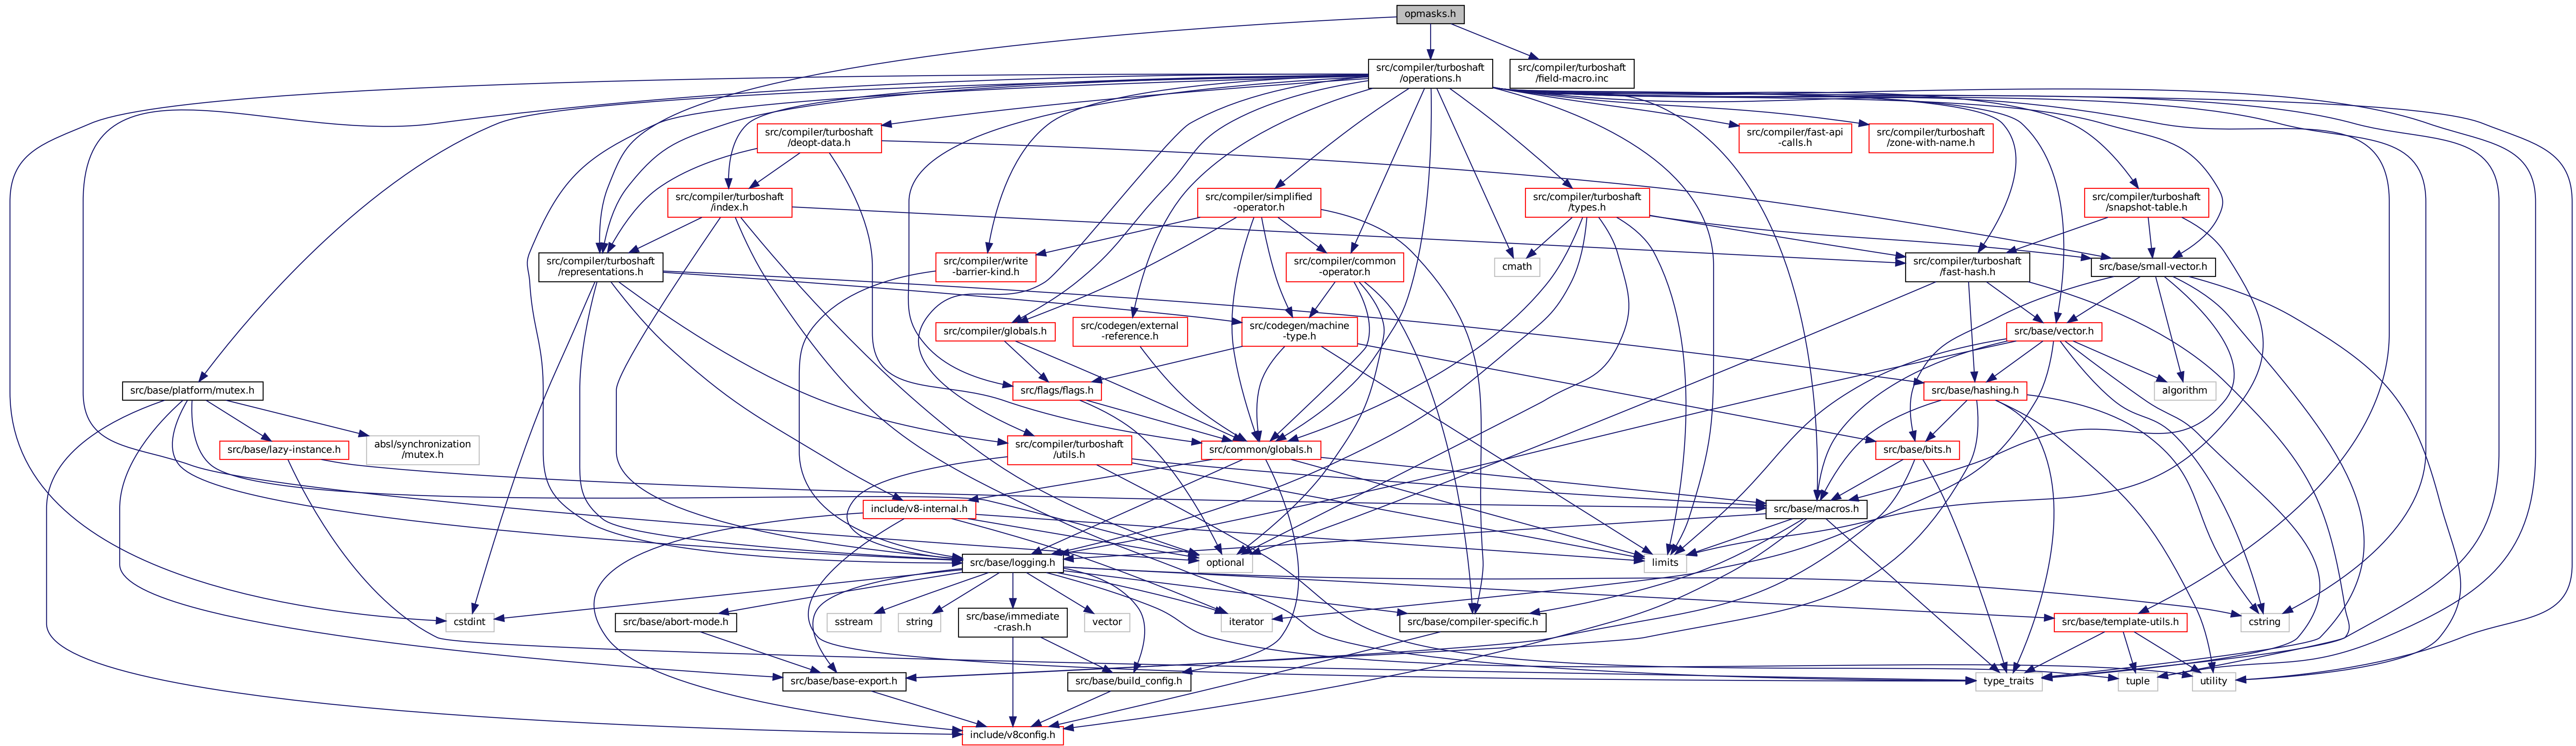 opmasks.h
src/compiler/turboshaft
/operations.h
src/compiler/turboshaft
/field-macro.inc
src/compiler/turboshaft
/deopt-data.h
src/compiler/fast-api
-calls.h
src/compiler/turboshaft
/zone-with-name.h
src/compiler/turboshaft
/index.h
src/compiler/simplified
-operator.h
src/compiler/turboshaft
/types.h
src/compiler/turboshaft
/snapshot-table.h
src/compiler/turboshaft
/representations.h
src/compiler/write
-barrier-kind.h
src/compiler/common
-operator.h
cmath
src/compiler/turboshaft
/fast-hash.h
src/base/small-vector.h
src/compiler/globals.h
src/codegen/external
-reference.h
src/codegen/machine
-type.h
src/base/vector.h
src/base/platform/mutex.h
src/flags/flags.h
src/base/hashing.h
algorithm
src/base/lazy-instance.h
absl/synchronization
/mutex.h
src/compiler/turboshaft
/utils.h
src/common/globals.h
src/base/bits.h
include/v8-internal.h
src/base/macros.h
src/base/logging.h
optional
limits
cstdint
src/base/abort-mode.h
sstream
string
src/base/immediate
-crash.h
vector
iterator
src/base/compiler-specific.h
src/base/template-utils.h
cstring
src/base/base-export.h
src/base/build_config.h
type_traits
tuple
utility
include/v8config.h